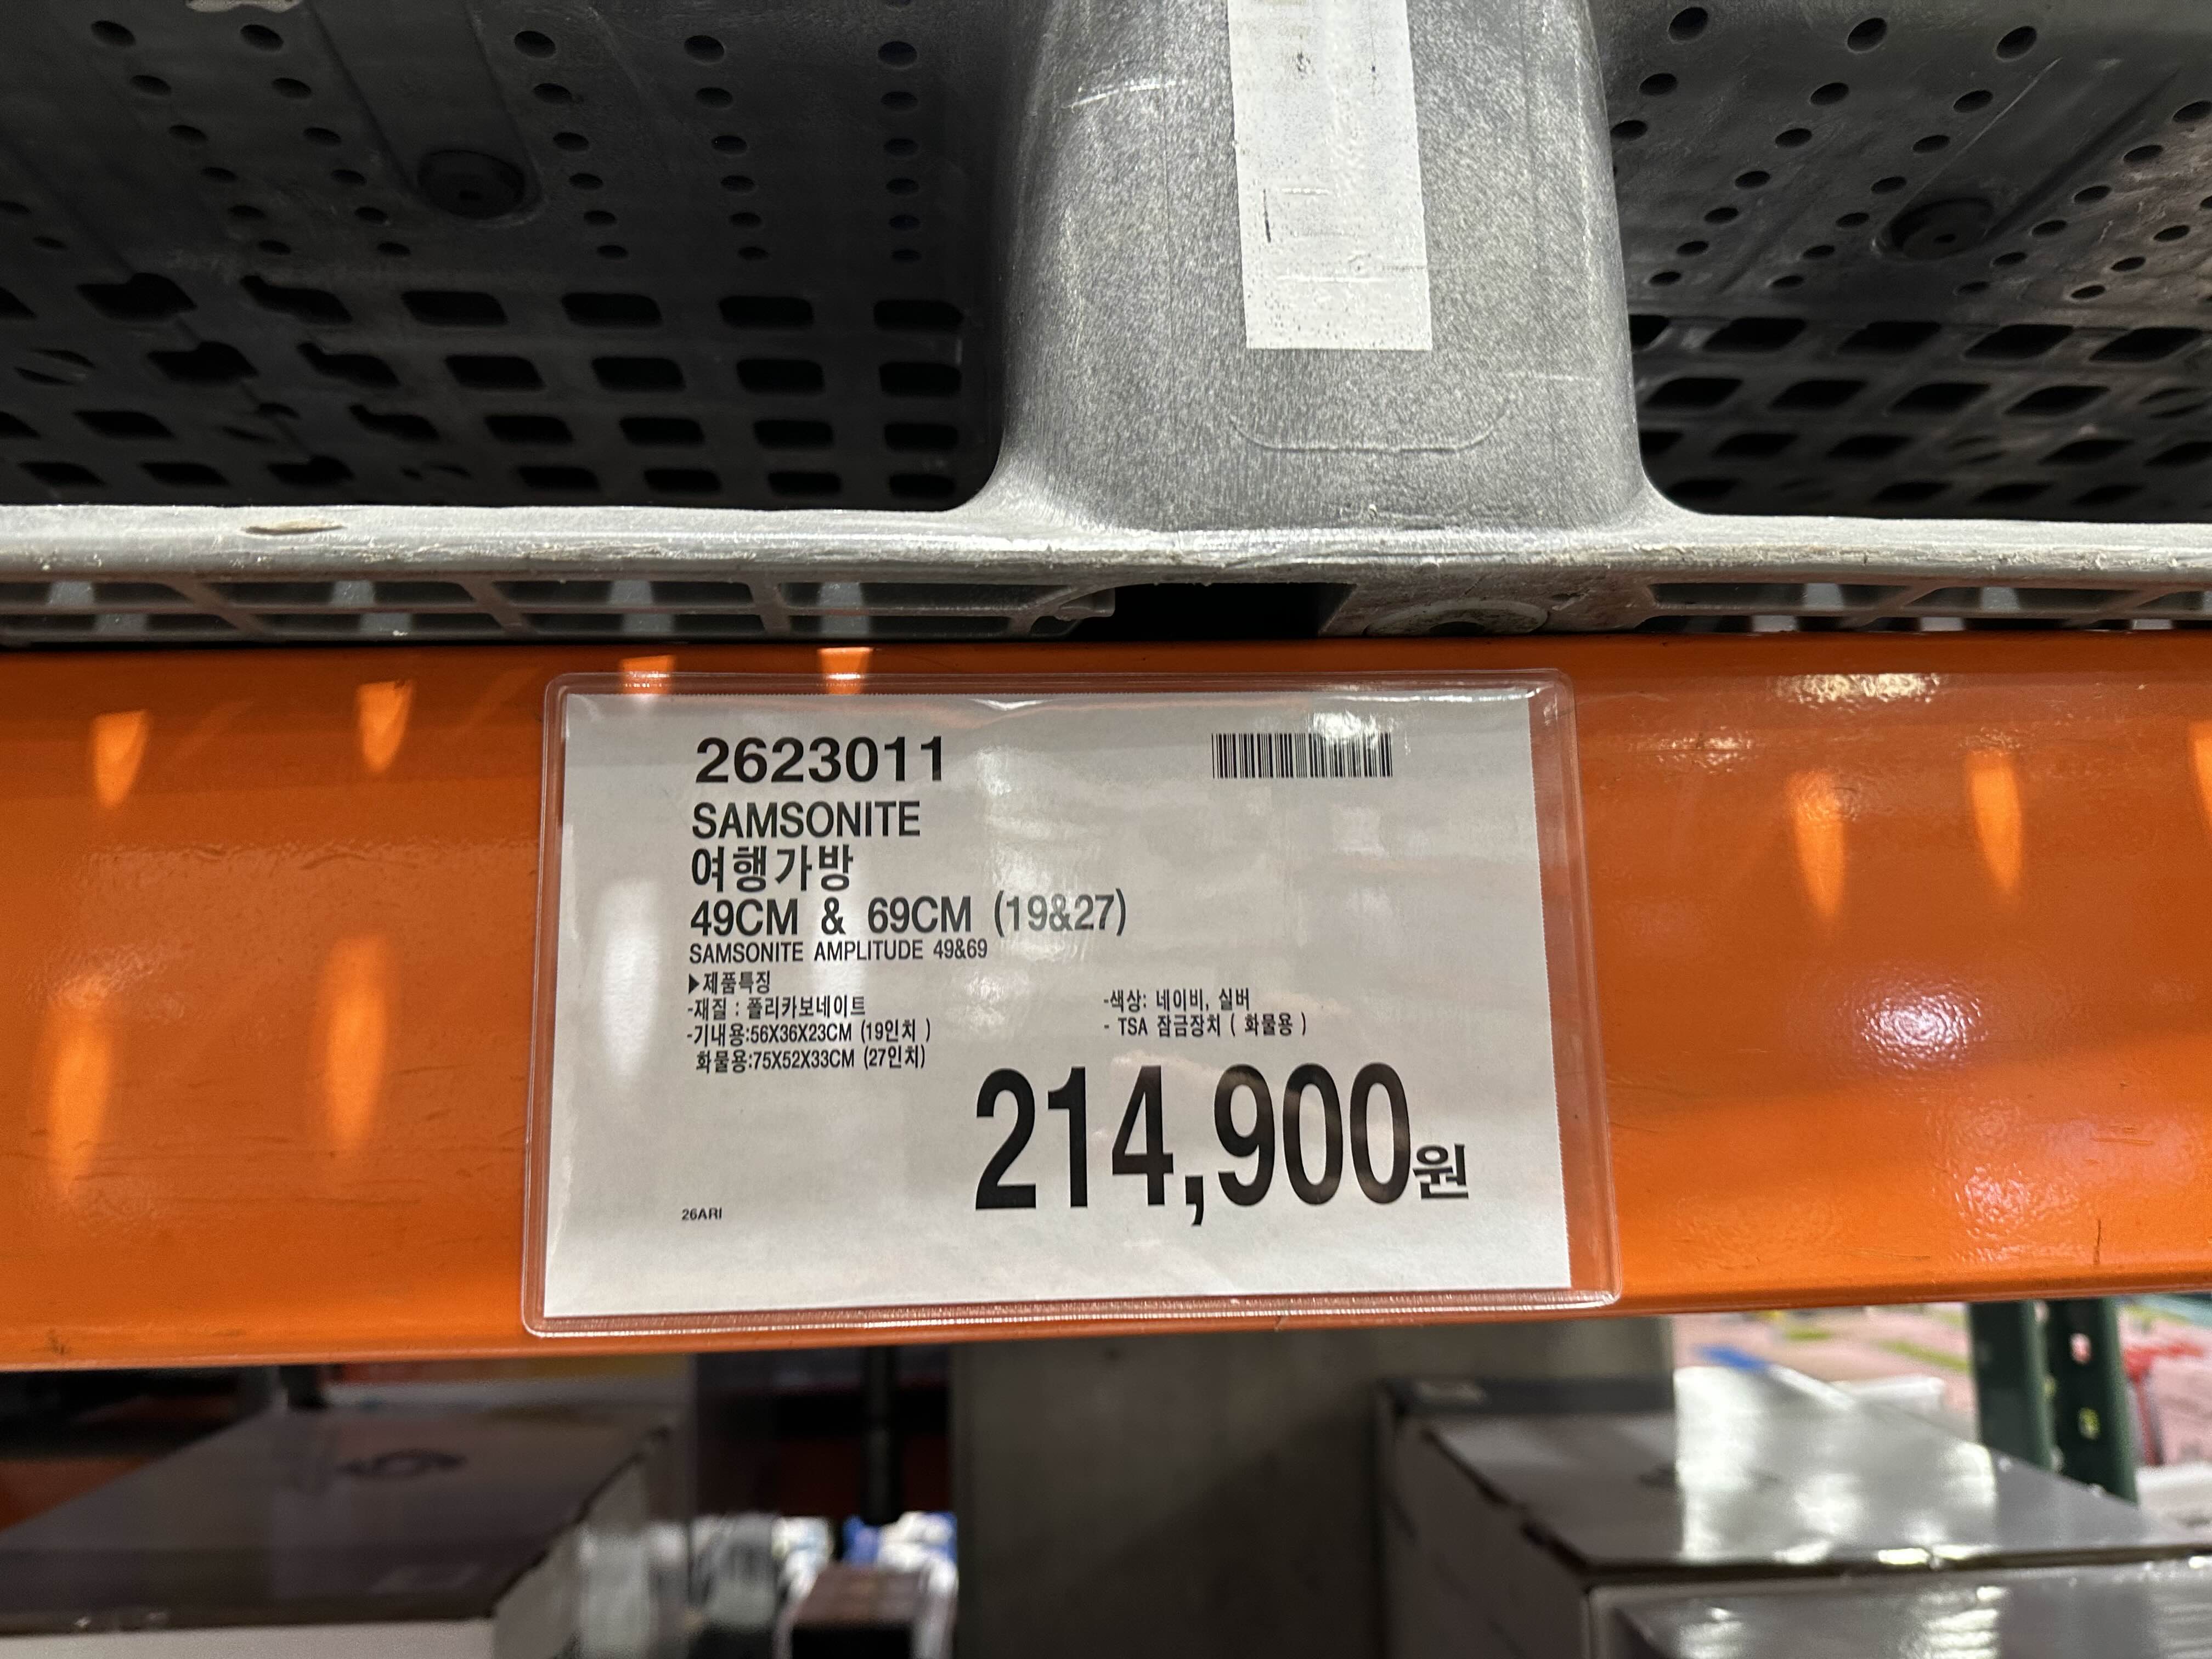 2623011
SAMSONITE
여행가방
49CM & 69CM (19&27)
SAMSONITE AMPLITUDE 49&69
▶제품특징
-재질 : 폴리카보네이트
-기내용:56X36X23CM (19인치 )
화물용:75X52X33CM (27인치)
-색상: 네이비, 실버
- TSA 잠금장치 ( 화물용 )
214,900원
26ARI